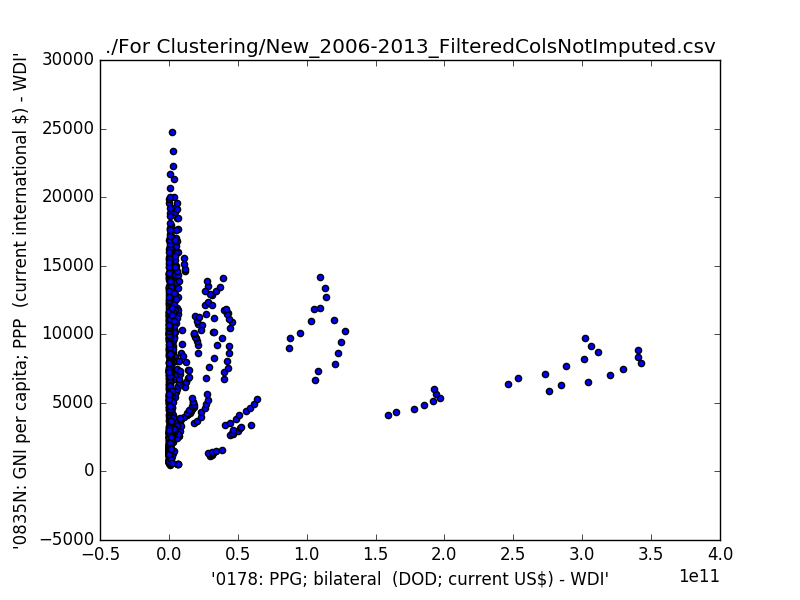 ./For Clustering/New_2006-2013_FilteredColsNotImputed.csv
'0835N: GNI per capita; PPP  (current international $) - WDI'
30000
25000
20000
15000
10000
5000
0
−5000
−0.5 0.0 0.5 1.0 1.5 2.0 2.5 3.0 3.5 4.0
1e11
'0178: PPG; bilateral  (DOD; current US$) - WDI'